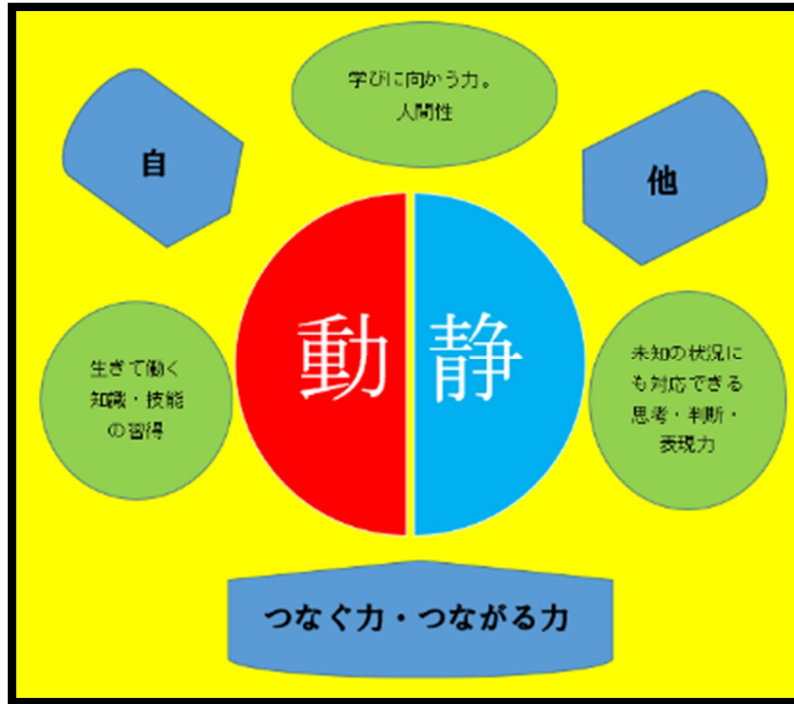 学びに向かう力。
人間性
自
他
動
静
生きて働く
知識・技能
の習得
未知の状況に
も対応できる
思考・判断・
表現力
つなぐ力・つながる力